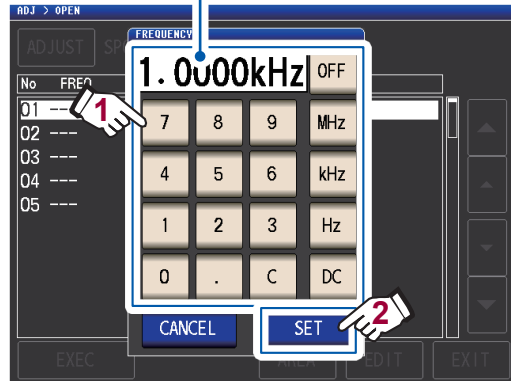 ADJ > OPEN
ADJUST
FREQUENCY
1.0000kHz OFF
No FREQ
01 ---
02 ---
03 ---
04 ---
05 ---
1
7 8 9 MHz
4 5 6 kHz
1 2 3 Hz
0 . C DC
CANCEL SET
2
EXEC EDIT EXIT